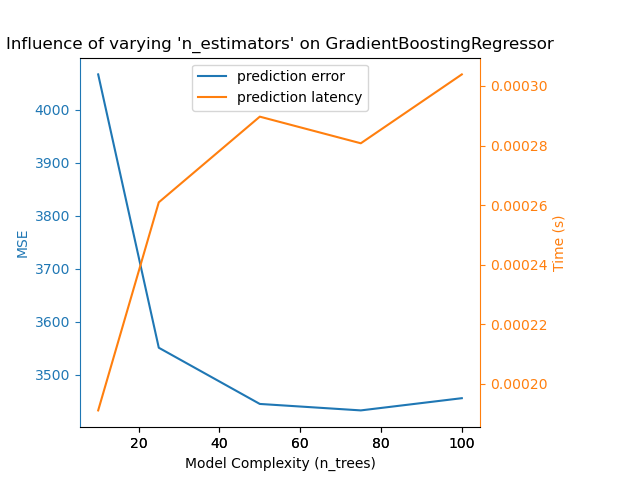 Influence of varying 'n_estimators' on GradientBoostingRegressor
prediction error
prediction latency
4000
3900
3800
3700
3600
3500
MSE
0.00030
0.00028
0.00026
0.00024
0.00022
0.00020
Time (s)
20 40 60 80 100
Model Complexity (n_trees)